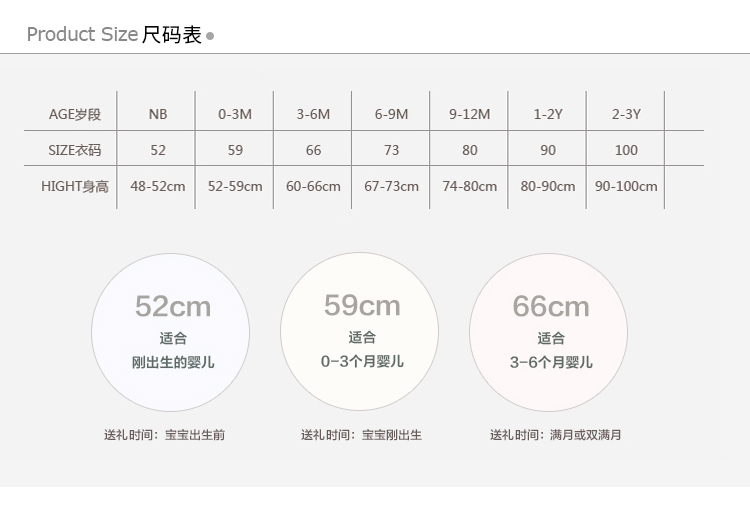 Product Size 尺码表
AGE岁段 NB 0-3M 3-6M 6-9M 9-12M 1-2Y 2-3Y
SIZE衣码 52 59 66 73 80 90 100
HIGHT身高 48-52cm 52-59cm 60-66cm 67-73cm 74-80cm 80-90cm 90-100cm
52cm
适合
刚出生的婴儿
59cm
适合
0-3个月婴儿
66cm
适合
3-6个月婴儿
送礼时间：宝宝出生前
送礼时间：宝宝刚出生
送礼时间：满月或双满月